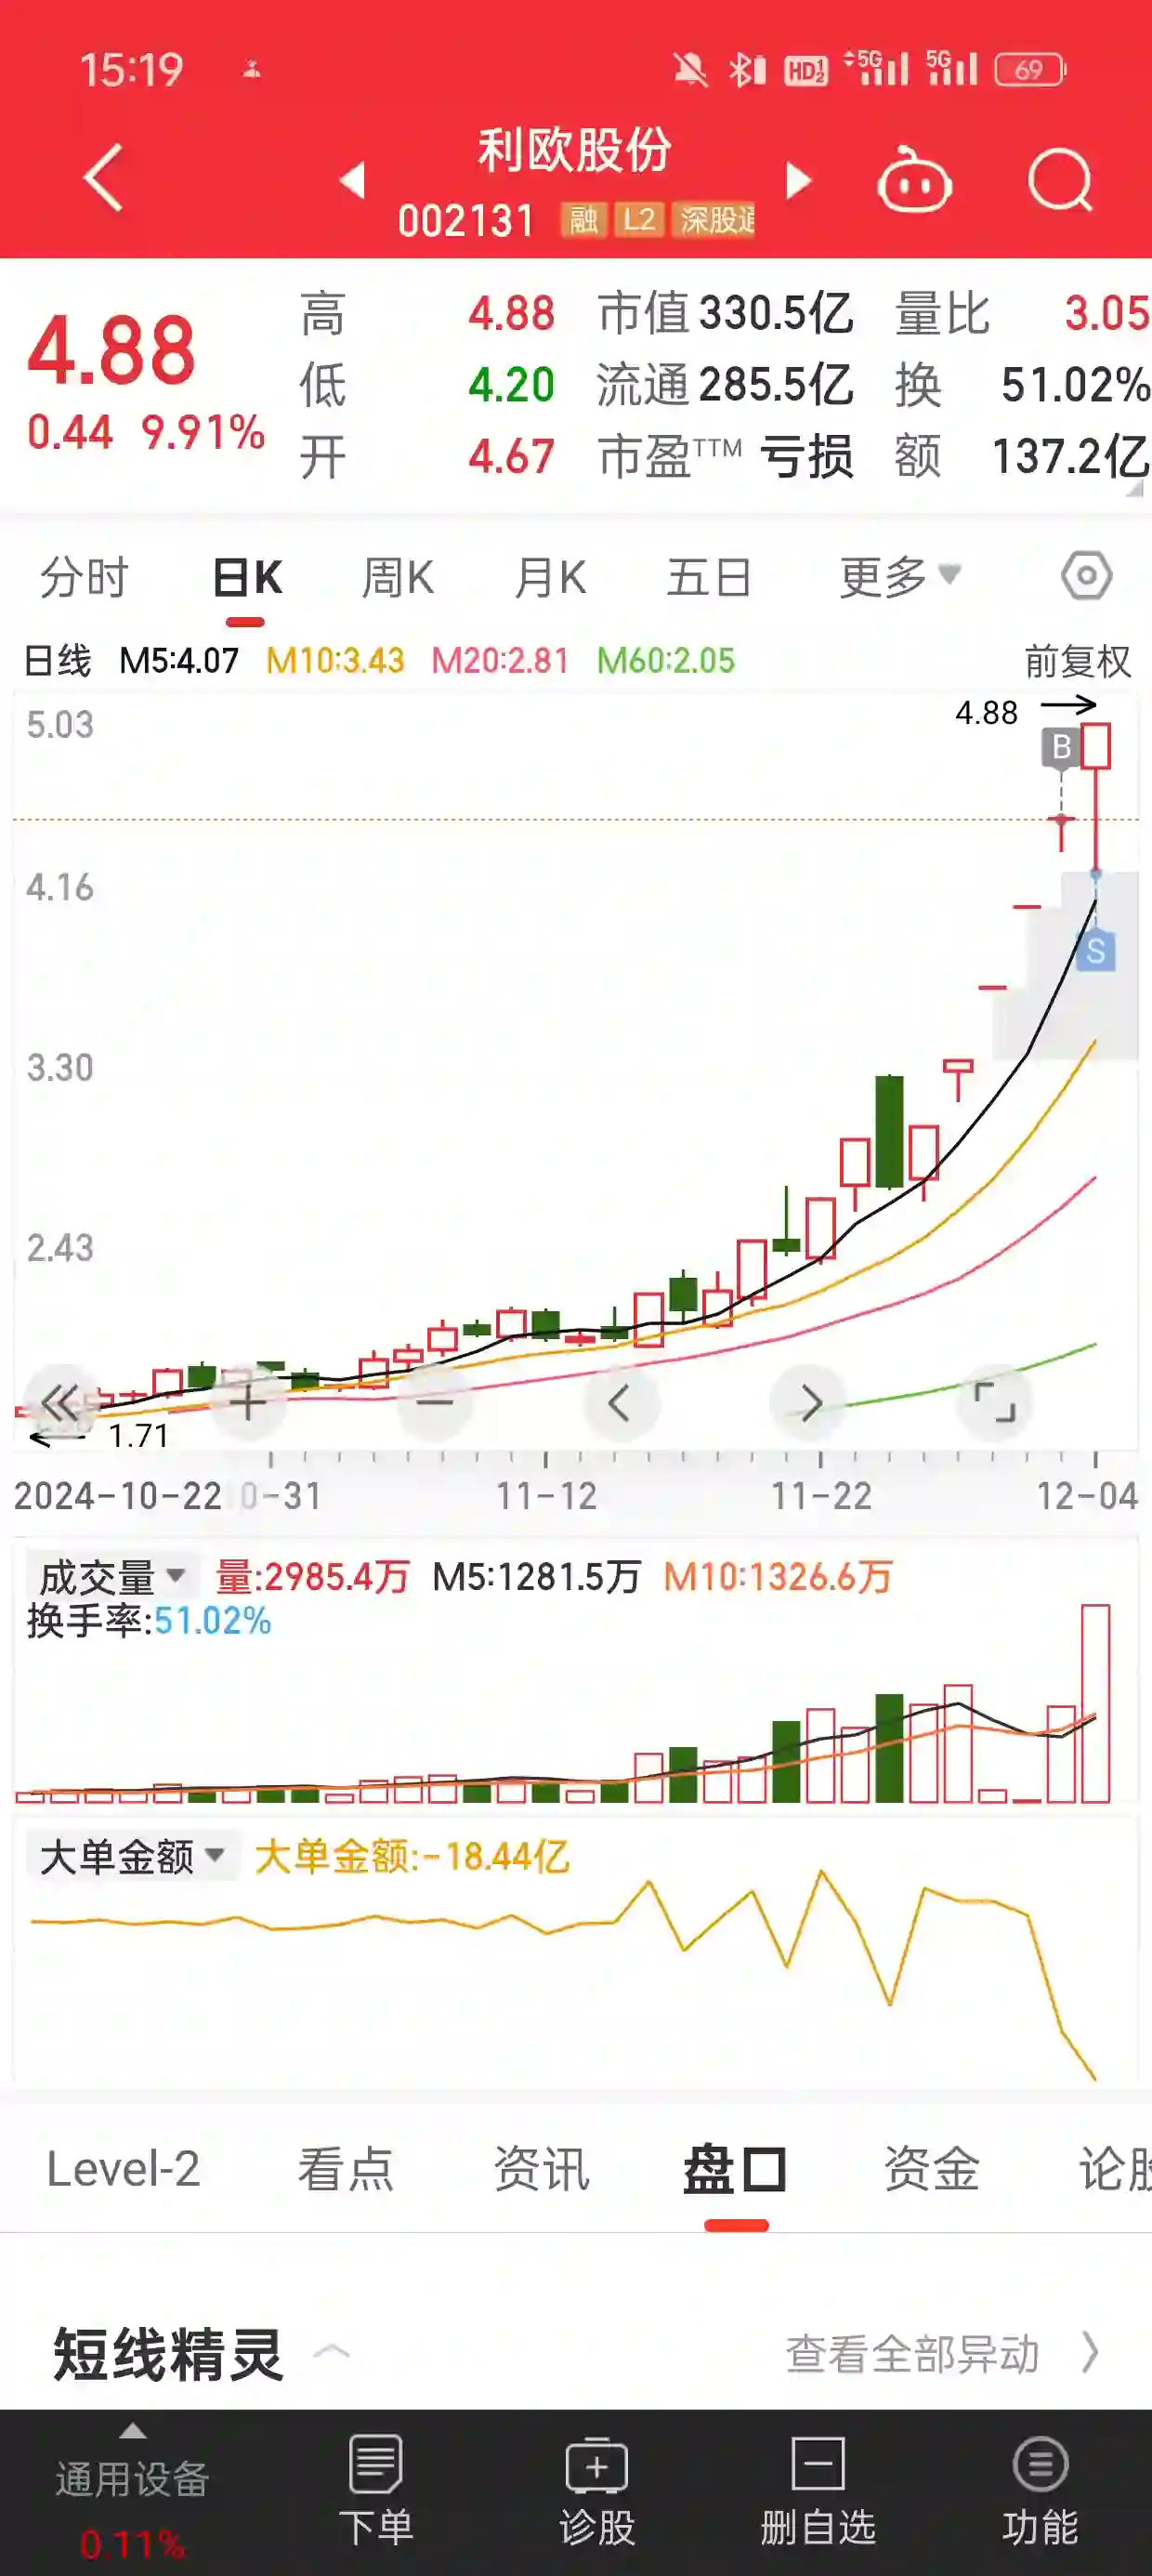 15:19
HD1 2 5G 5G 69
利欧股份
002131 融 L2 深股通
4.88
0.44 9.91%
高 4.88 市值 330.5亿 量比 3.05
低 4.20 流通 285.5亿 换 51.02%
开 4.67 市盈TTM 亏损 额 137.2亿
分时 日K 周K 月K 五日 更多
日线 M5:4.07 M10:3.43 M20:2.81 M60:2.05 前复权
5.03
4.88
B
4.16
S
3.30
2.43
1.71
2024-10-22 0-31 11-12 11-22 12-04
成交量 量:2985.4万 M5:1281.5万 M10:1326.6万
换手率:51.02%
大单金额 大单金额:-18.44亿
Level-2 看点 资讯 盘口 资金 论股
短线精灵 查看全部异动
通用设备 下单 诊股 删自选 功能
0.11%